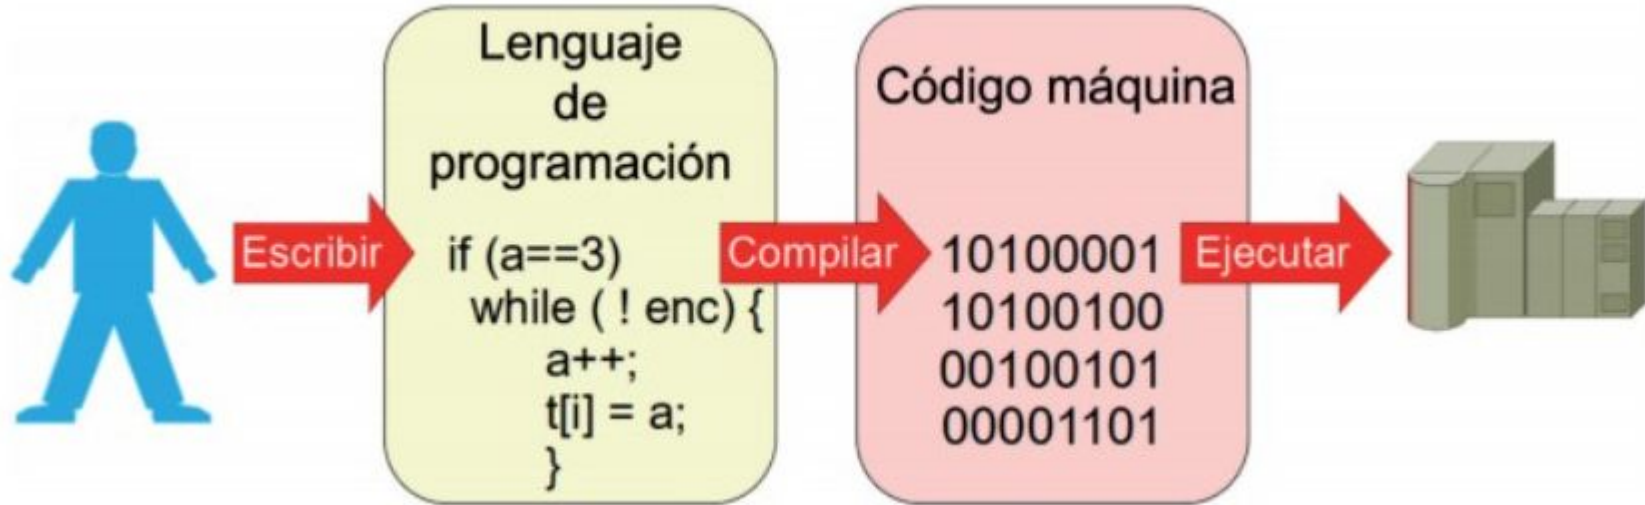 Escribir
Lenguaje
de
programación
if (a==3)
while ( ! enc) {
a++;
t[i] = a;
}
Compilar
Código máquina
10100001
10100100
00100101
00001101
Ejecutar